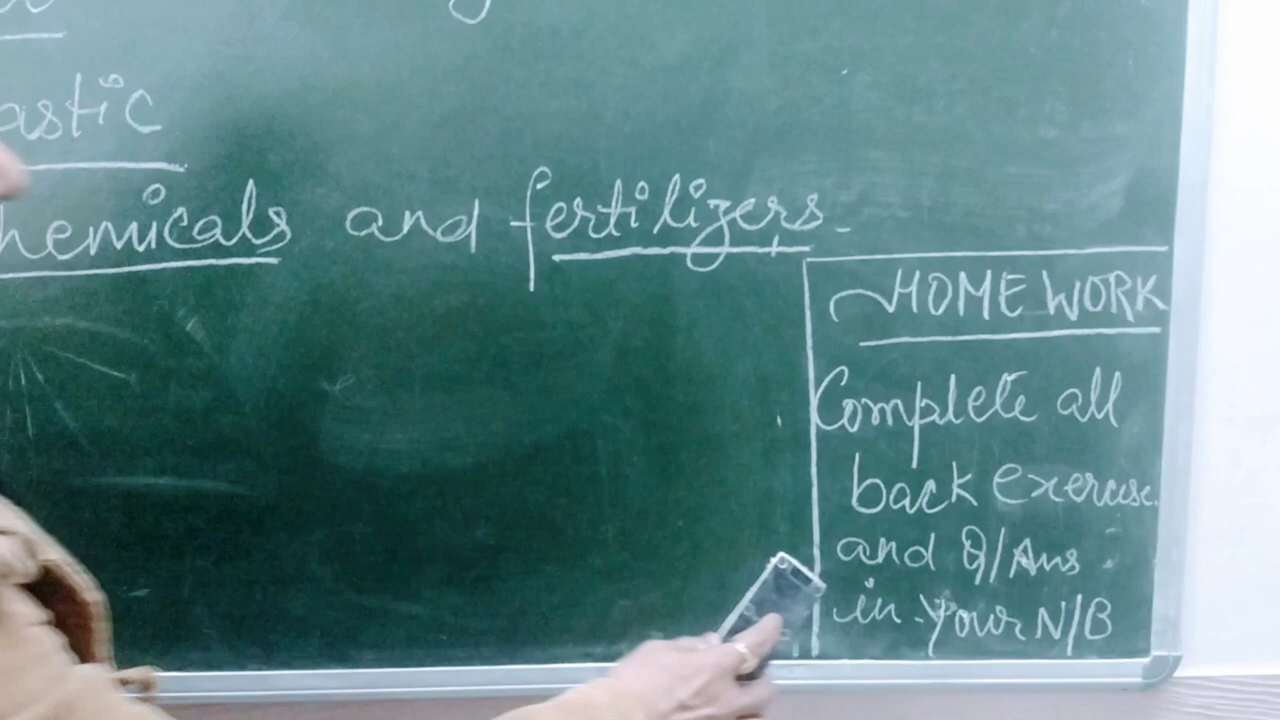 astic
hemicals and fertilizers.
HOME WORK
Complete all
back exercise.
and Q/Ans
in your N/B